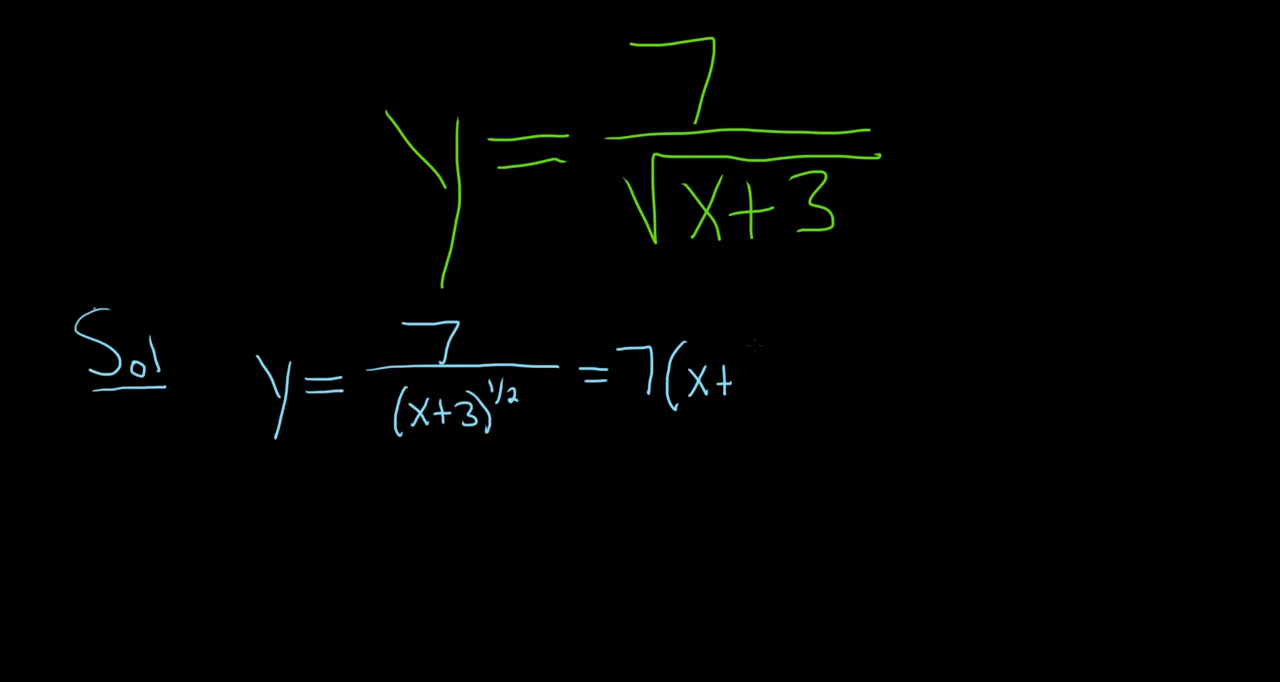 y = 7/√(x+3)
Sol y = 7/(x+3)^1/2 = 7(x+